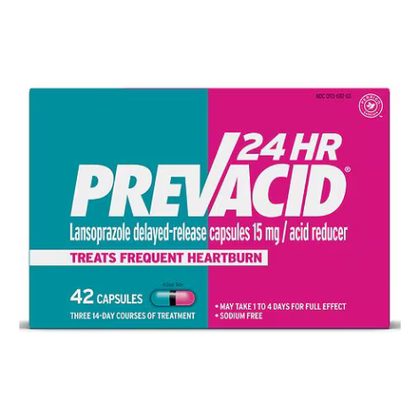 24 HR
PREVACID®
Lansoprazole delayed-release capsules 15 mg / acid reducer
TREATS FREQUENT HEARTBURN
42 CAPSULES
THREE 14-DAY COURSES OF TREATMENT
• MAY TAKE 1 TO 4 DAYS FOR FULL EFFECT
• SODIUM FREE